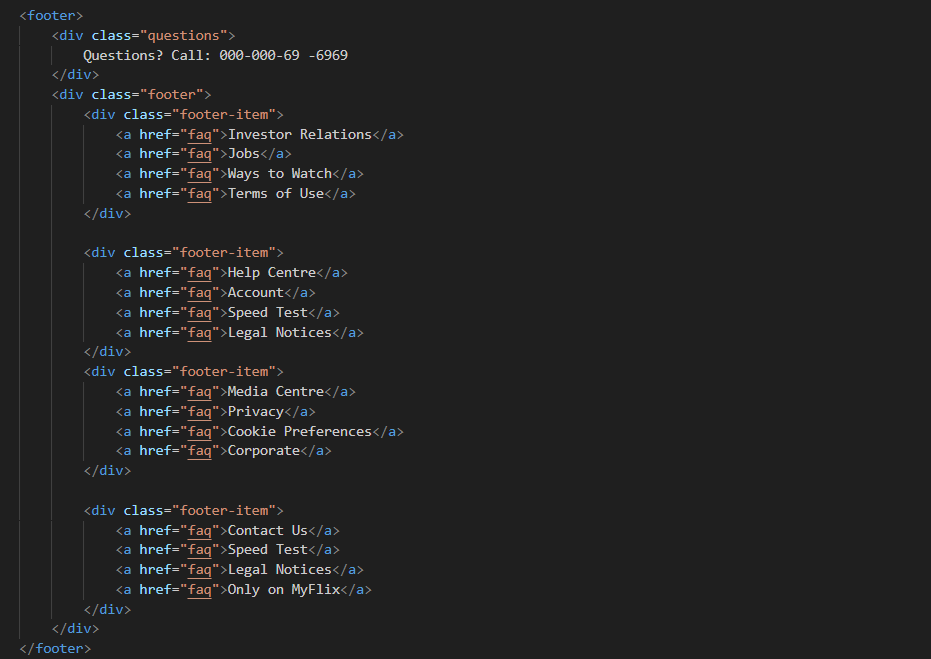 <footer>
    <div class="questions">
        Questions? Call: 000-000-69 -6969
    </div>
    <div class="footer">
        <div class="footer-item">
            <a href="faq">Investor Relations</a>
            <a href="faq">Jobs</a>
            <a href="faq">Ways to Watch</a>
            <a href="faq">Terms of Use</a>
        </div>

        <div class="footer-item">
            <a href="faq">Help Centre</a>
            <a href="faq">Account</a>
            <a href="faq">Speed Test</a>
            <a href="faq">Legal Notices</a>
        </div>
        <div class="footer-item">
            <a href="faq">Media Centre</a>
            <a href="faq">Privacy</a>
            <a href="faq">Cookie Preferences</a>
            <a href="faq">Corporate</a>
        </div>

        <div class="footer-item">
            <a href="faq">Contact Us</a>
            <a href="faq">Speed Test</a>
            <a href="faq">Legal Notices</a>
            <a href="faq">Only on MyFlix</a>
        </div>
    </div>
</footer>